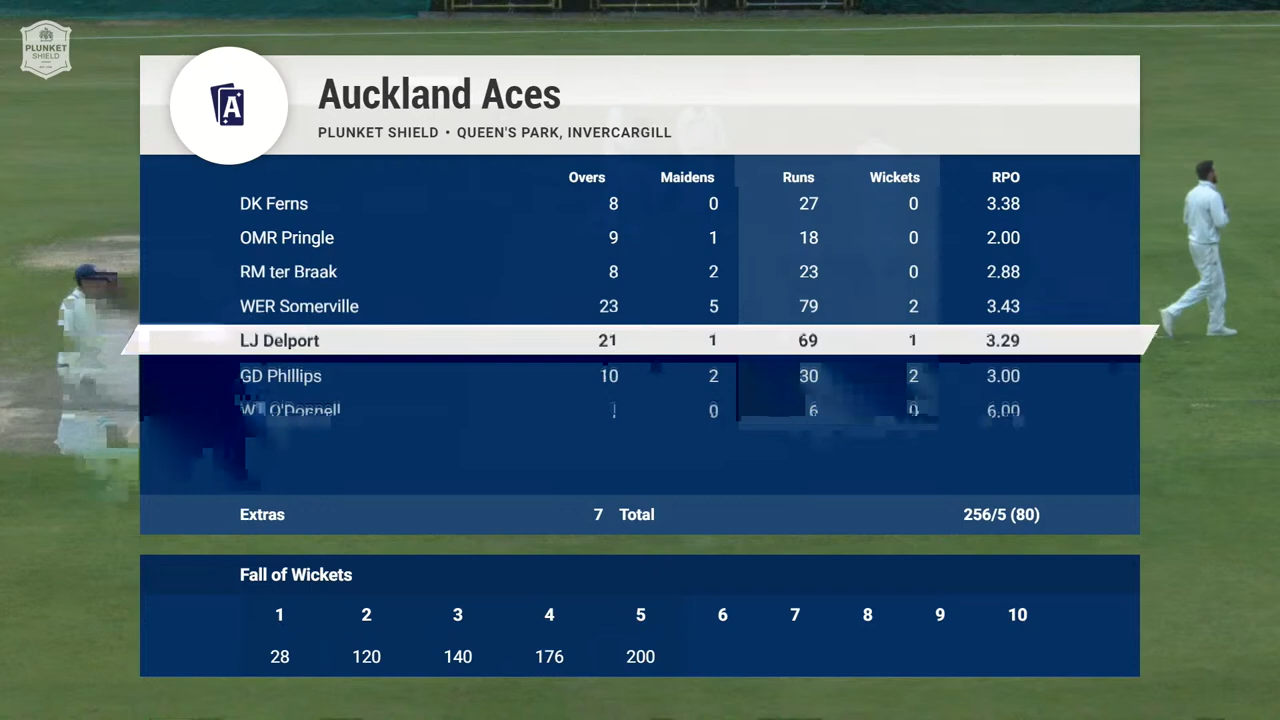 PLUNKET
SHIELD
A
Auckland Aces
PLUNKET SHIELD • QUEEN'S PARK, INVERCARGILL
Overs Maidens Runs Wickets RPO
DK Ferns 8 0 27 0 3.38
OMR Pringle 9 1 18 0 2.00
RM ter Braak 8 2 23 0 2.88
WER Somerville 23 5 79 2 3.43
LJ Delport 21 1 69 1 3.29
GD Phillips 10 2 30 2 3.00
O'Donnell 0 6 0 6.00
Extras 7 Total 256/5 (80)
Fall of Wickets
1 2 3 4 5 6 7 8 9 10
28 120 140 176 200